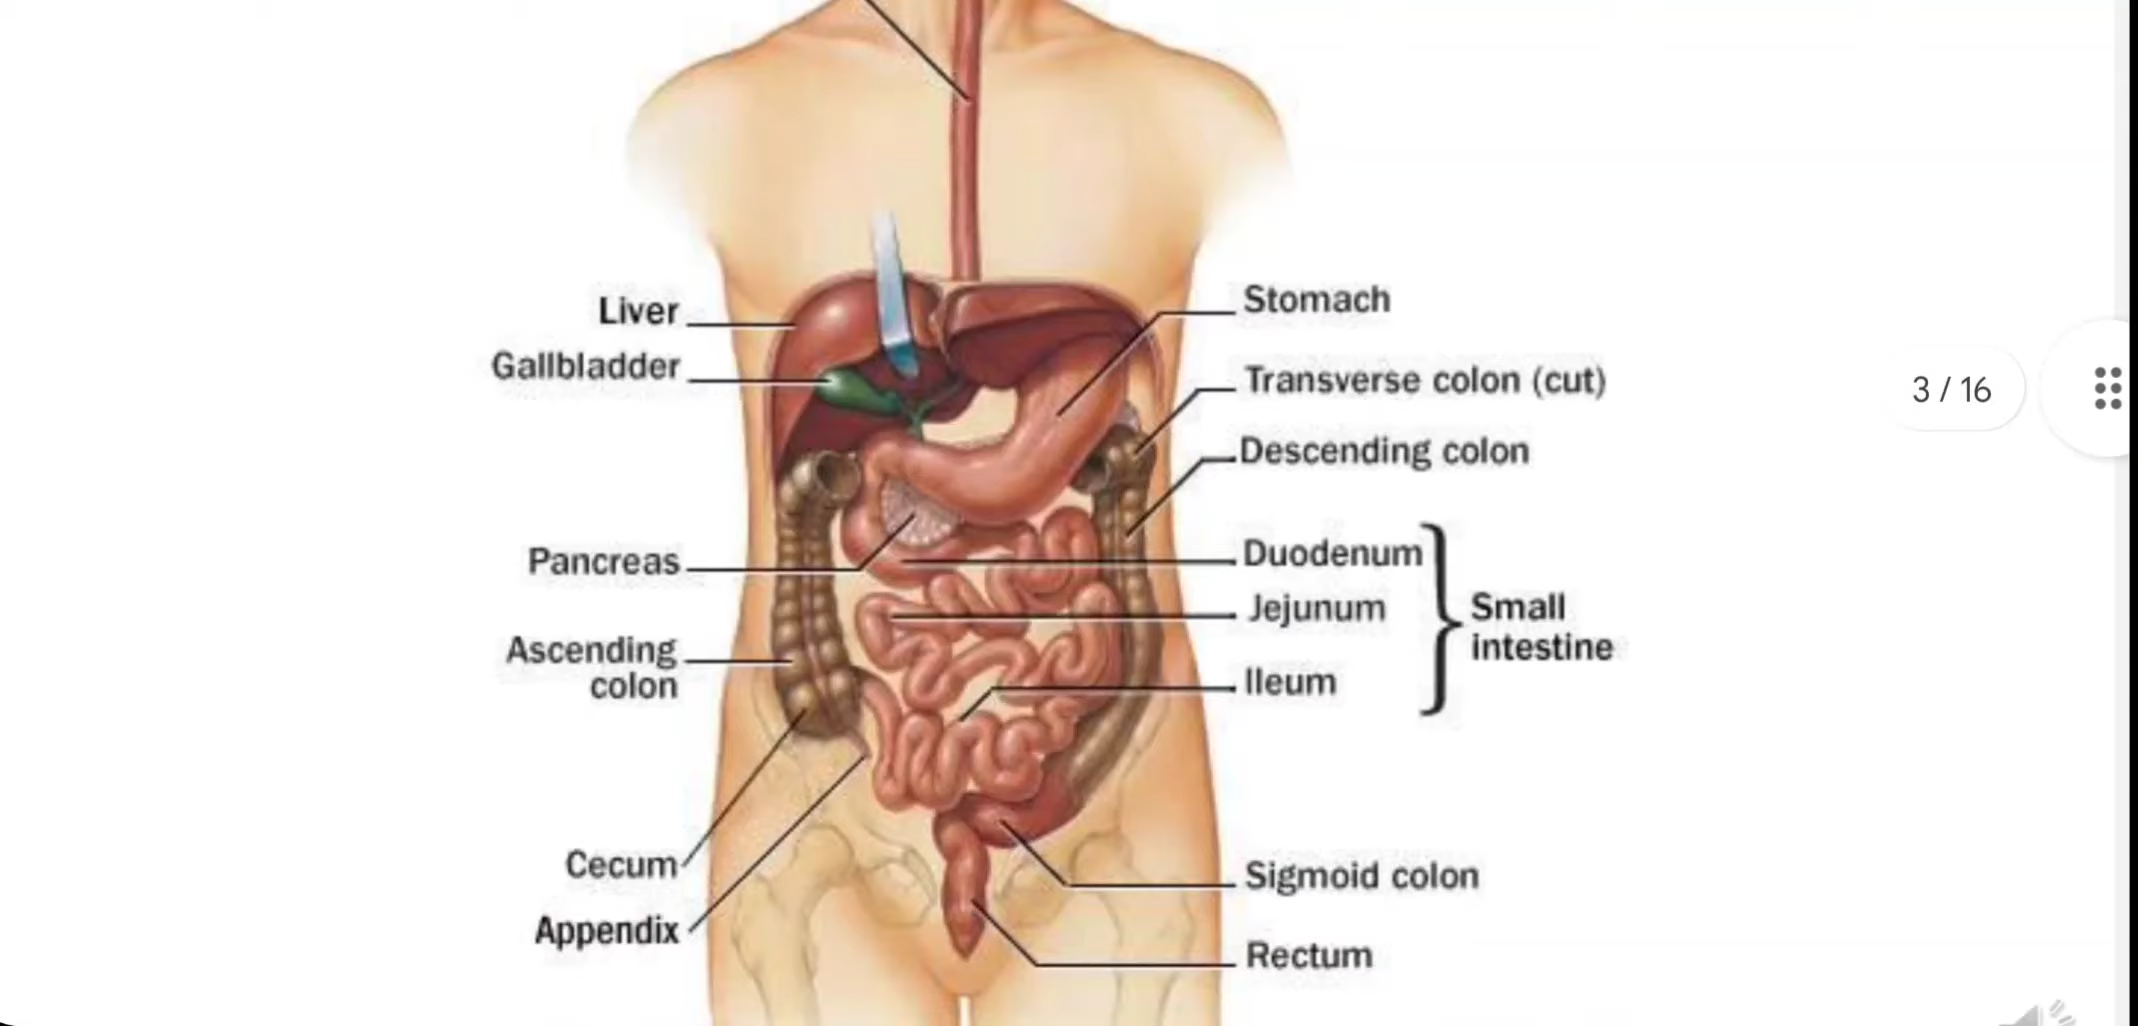 Liver
Gallbladder
Pancreas
Ascending
colon
Cecum
Appendix
Stomach
Transverse colon (cut)
Descending colon
Duodenum
Jejunum
Ileum
Small
intestine
Sigmoid colon
Rectum
3 / 16